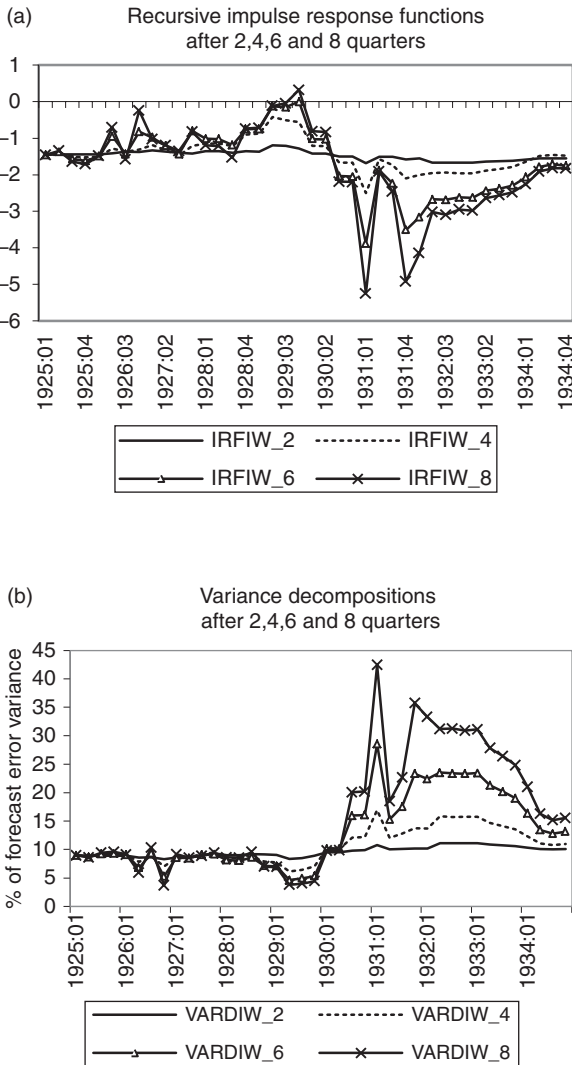 (a)
Recursive impulse response functions
after 2,4,6 and 8 quarters
1
0
–1
–2
–3
–4
–5
–6
1925:01
1925:04
1926:03
1927:02
1928:01
1928:04
1929:03
1930:02
1931:01
1931:04
1932:03
1933:02
1934:01
1934:04
IRFIW_2
IRFIW_4
IRFIW_6
IRFIW_8
(b)
Variance decompositions
after 2,4,6 and 8 quarters
% of forecast error variance
45
40
35
30
25
20
15
10
5
0
1925:01
1926:01
1927:01
1928:01
1929:01
1930:01
1931:01
1932:01
1933:01
1934:01
VARDIW_2
VARDIW_4
VARDIW_6
VARDIW_8